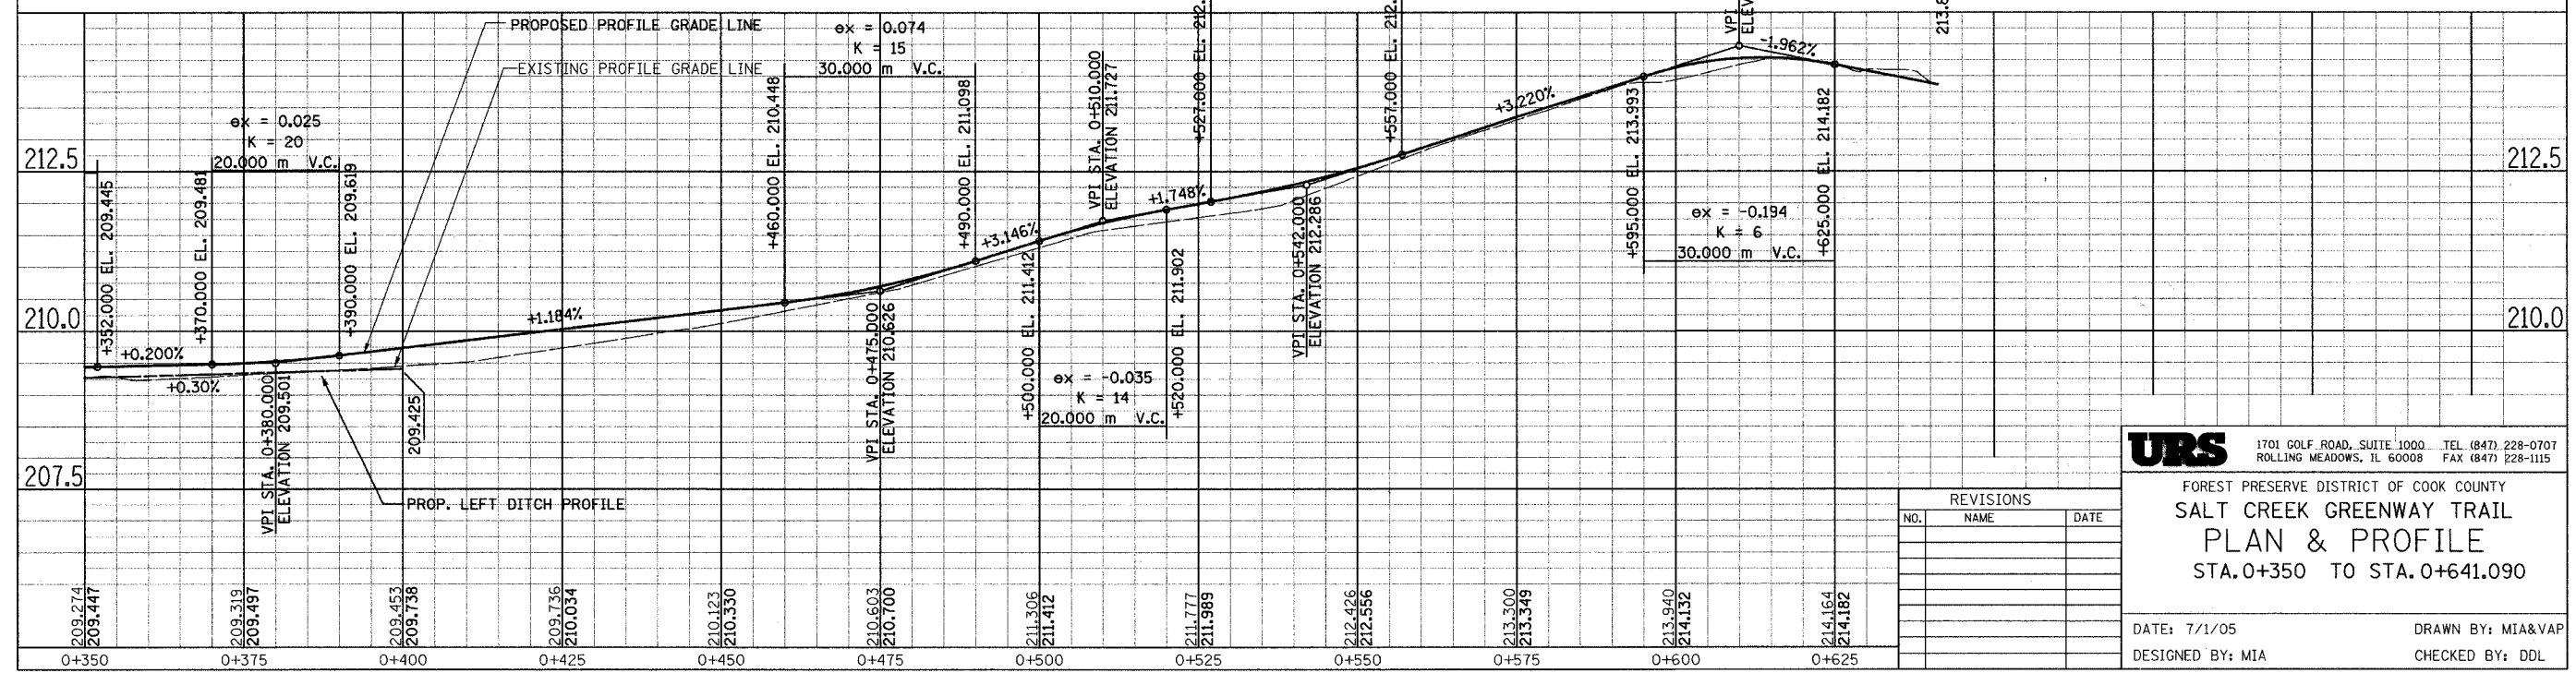 PROPOSED PROFILE GRADE LINE
EXISTING PROFILE GRADE LINE
ex = 0.025
K = 20
20.000 m V.C.
ex = 0.074
K = 15
30.000 m V.C.
+352.000 EL. 209.445
+370.000 EL. 209.481
+390.000 EL. 209.619
+460.000 EL. 210.448
+490.000 EL. 211.098
VPI STA. 0+510.000
ELEVATION 211.727
+527.000 EL. 212.
+557.000 EL. 212.
VPI
ELEV
213.8
-1.962%
+3.220%
+595.000 EL. 213.993
+625.000 EL. 214.182
ex = -0.194
K = 6
30.000 m V.C.
212.5
212.5
+1.748%
+3.146%
VPI STA. 0+542.000
ELEVATION 212.286
210.0
210.0
+0.200%
+1.184%
+0.30%
VPI STA. 0+380.000
ELEVATION 209.501
209.425
VPI STA. 0+475.000
ELEVATION 210.626
+500.000 EL. 211.412
ex = -0.035
K = 14
20.000 m V.C.
+520.000 EL. 211.902
207.5
PROP. LEFT DITCH PROFILE
209.274
209.447
209.319
209.497
209.453
209.738
209.736
210.034
210.123
210.330
210.603
210.700
211.306
211.412
211.777
211.989
212.426
212.556
213.300
213.349
213.940
214.132
214.164
214.182
0+350 0+375 0+400 0+425 0+450 0+475 0+500 0+525 0+550 0+575 0+600 0+625
REVISIONS
NO. NAME DATE
URS
1701 GOLF ROAD, SUITE 1000 TEL (847) 228-0707
ROLLING MEADOWS, IL 60008 FAX (847) 228-1115
FOREST PRESERVE DISTRICT OF COOK COUNTY
SALT CREEK GREENWAY TRAIL
PLAN & PROFILE
STA. 0+350 TO STA. 0+641.090
DATE: 7/1/05 DRAWN BY: MIA&VAP
DESIGNED BY: MIA CHECKED BY: DDL